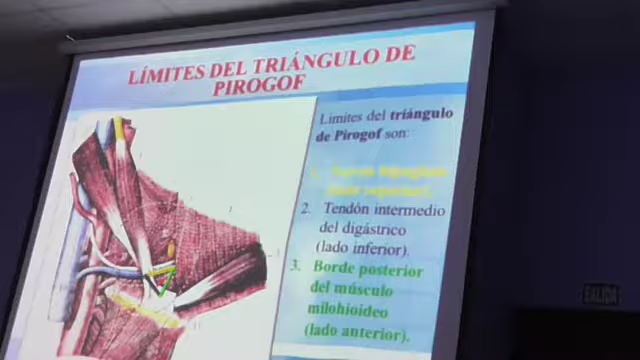 LÍMITES DEL TRIÁNGULO DE
PIROGOF
Límites del triángulo
de Pirogof son:
2. Tendón intermedio
del digástrico
(lado inferior).
3. Borde posterior
del músculo
milohioideo
(lado anterior).
SALIDA